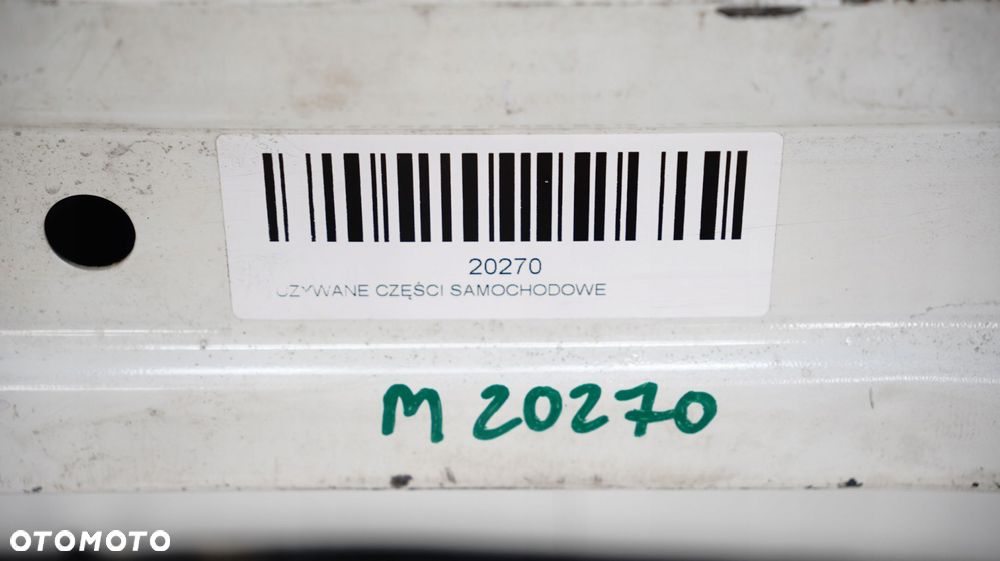 20270
UZYWANE CZĘŚCI SAMOCHODOWE
M 20270
OTOMOTO